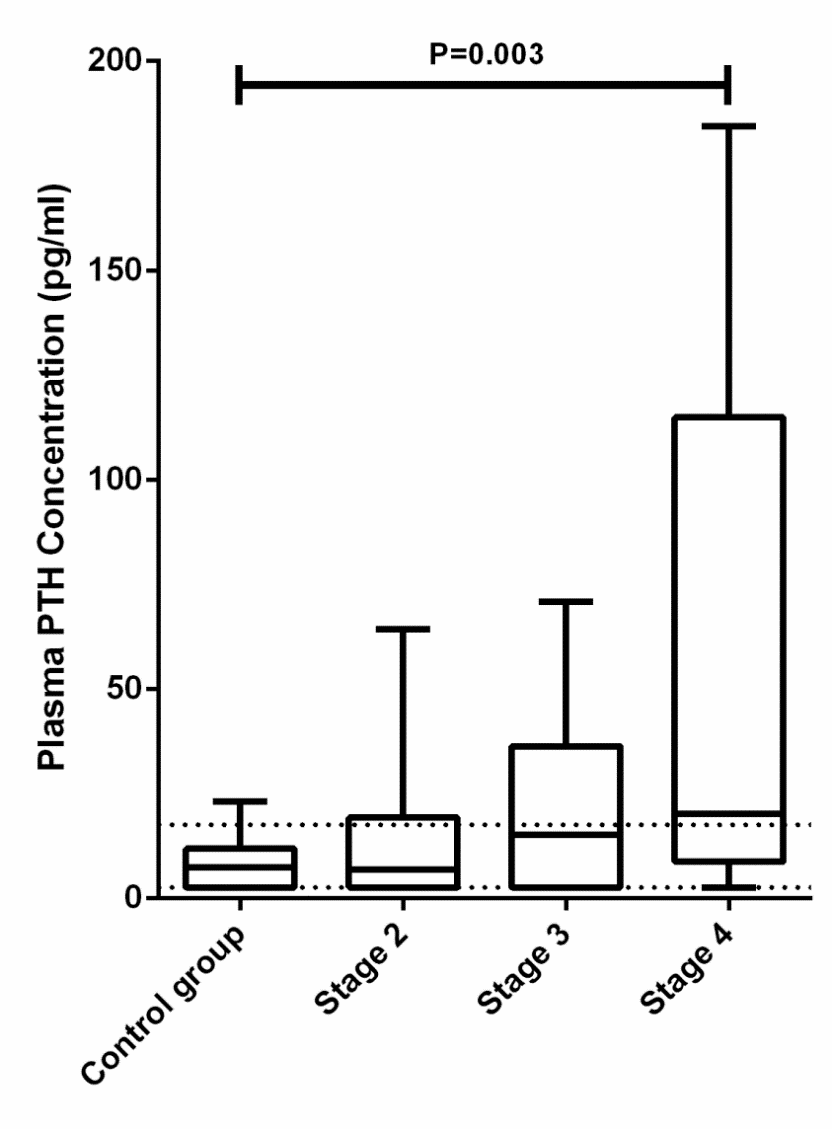 P=0.003
200
150
100
50
0
Plasma PTH Concentration (pg/ml)
Control group
Stage 2
Stage 3
Stage 4